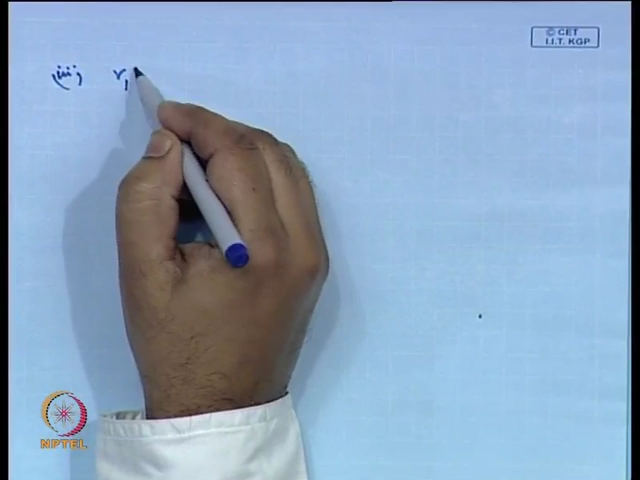 © CET
I.I.T. KGP
(iii) r₁
NPTEL